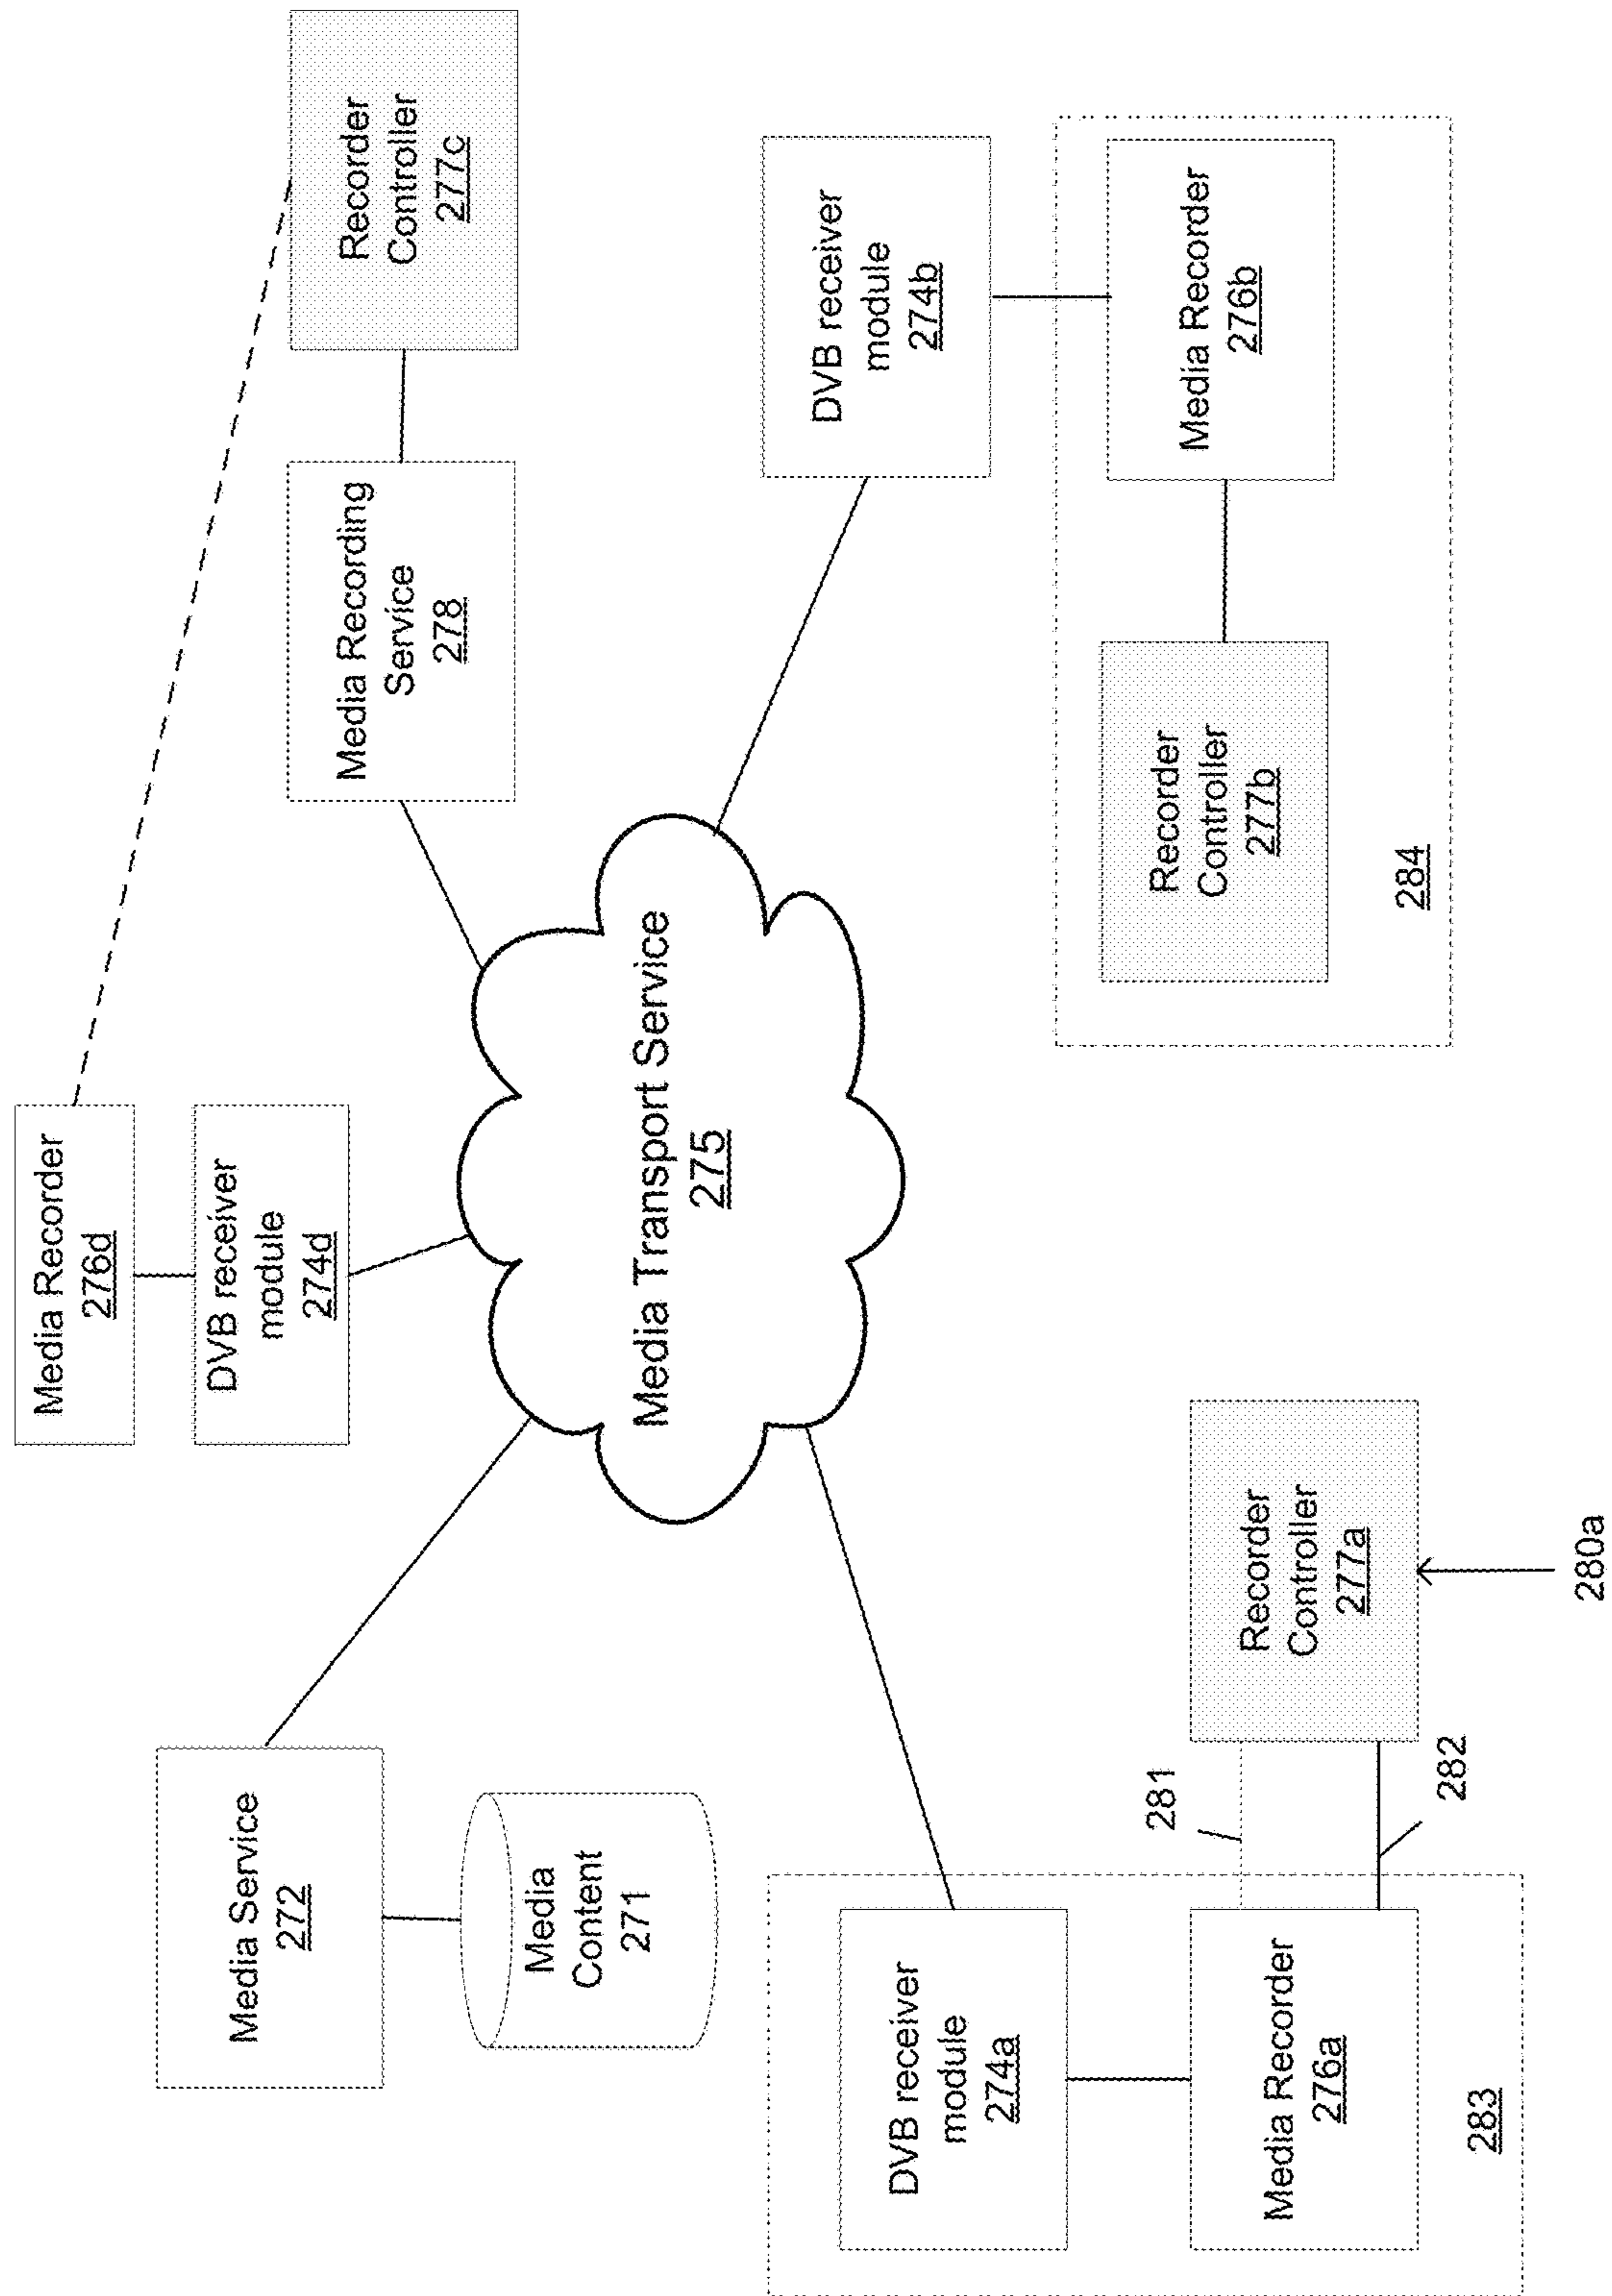 Media Recorder
276d
DVB receiver
module
274d
Media Service
272
Media
Content
271
Media Recording
Service
278
Recorder
Controller
277c
Media Transport Service
275
DVB receiver
module
274a
Media Recorder
276a
283
281
282
Recorder
Controller
277a
280a
DVB receiver
module
274b
Media Recorder
276b
Recorder
Controller
277b
284